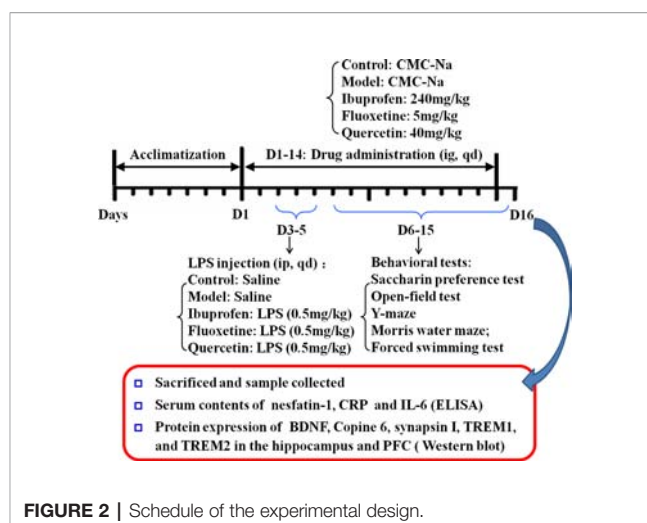 Control: CMC-Na
Model: CMC-Na
Ibuprofen: 240mg/kg
Fluoxetine: 5mg/kg
Quercetin: 40mg/kg
Acclimatization
D1-14: Drug administration (ig, qd)
Days
D1
D16
D3-5
D6-15
LPS injection (ip, qd) :
Control: Saline
Model: Saline
Ibuprofen: LPS (0.5mg/kg)
Fluoxetine: LPS (0.5mg/kg)
Quercetin: LPS (0.5mg/kg)
Behavioral tests:
Saccharin preference test
Open-field test
Y-maze
Morris water maze;
Forced swimming test
Sacrificed and sample collected
Serum contents of nesfatin-1, CRP and IL-6 (ELISA)
Protein expression of BDNF, Copine 6, synapsin I, TREM1,
and TREM2 in the hippocampus and PFC ( Western blot)
FIGURE 2 | Schedule of the experimental design.